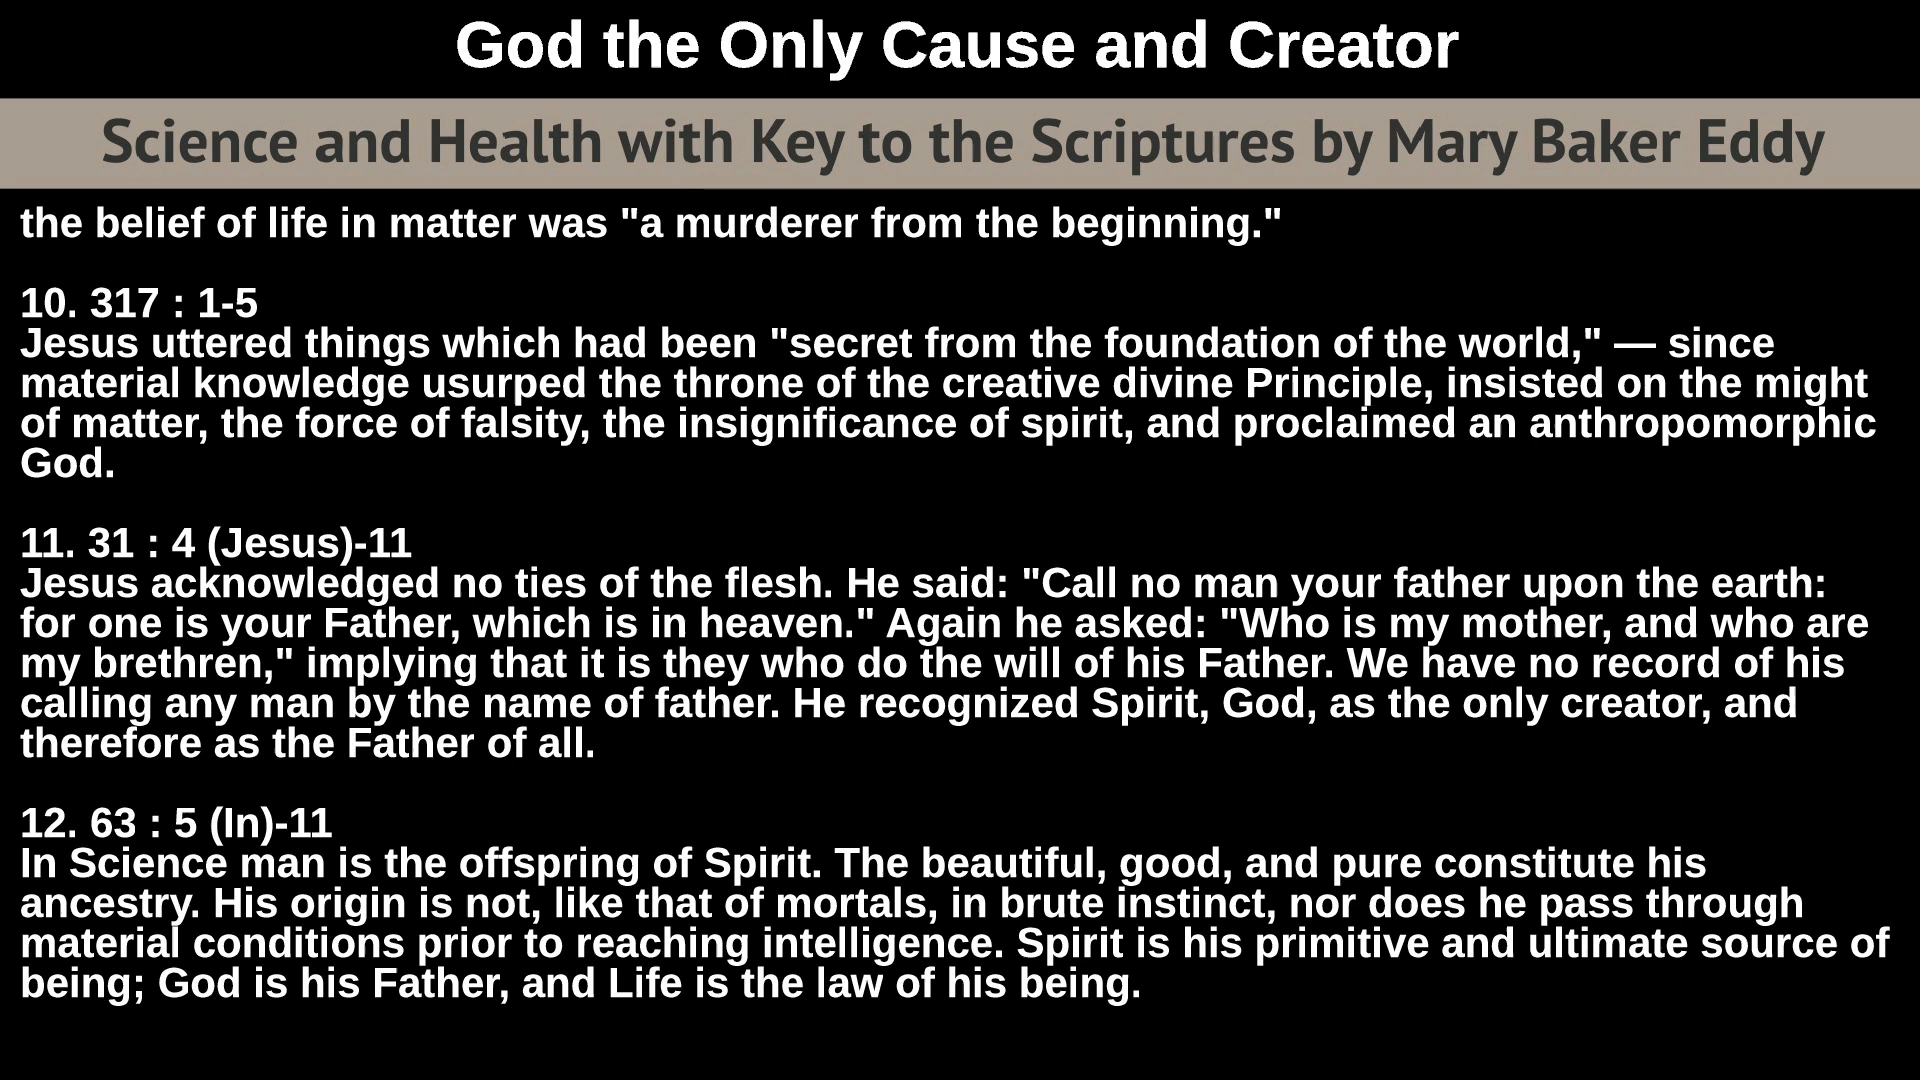 God the Only Cause and Creator
Science and Health with Key to the Scriptures by Mary Baker Eddy
the belief of life in matter was "a murderer from the beginning."
10. 317 : 1-5
Jesus uttered things which had been "secret from the foundation of the world," — since
material knowledge usurped the throne of the creative divine Principle, insisted on the might
of matter, the force of falsity, the insignificance of spirit, and proclaimed an anthropomorphic
God.
11. 31 : 4 (Jesus)-11
Jesus acknowledged no ties of the flesh. He said: "Call no man your father upon the earth:
for one is your Father, which is in heaven." Again he asked: "Who is my mother, and who are
my brethren," implying that it is they who do the will of his Father. We have no record of his
calling any man by the name of father. He recognized Spirit, God, as the only creator, and
therefore as the Father of all.
12. 63 : 5 (In)-11
In Science man is the offspring of Spirit. The beautiful, good, and pure constitute his
ancestry. His origin is not, like that of mortals, in brute instinct, nor does he pass through
material conditions prior to reaching intelligence. Spirit is his primitive and ultimate source of
being; God is his Father, and Life is the law of his being.